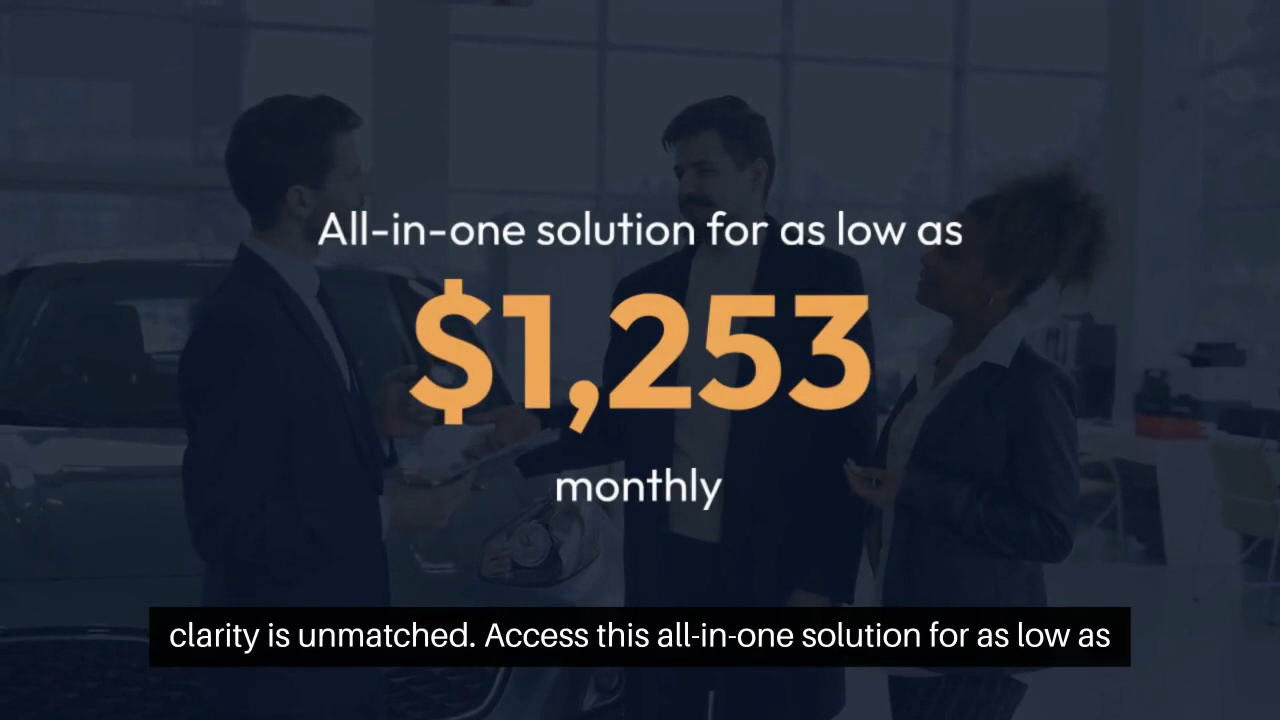 All-in-one solution for as low as
$1,253
monthly
clarity is unmatched. Access this all-in-one solution for as low as